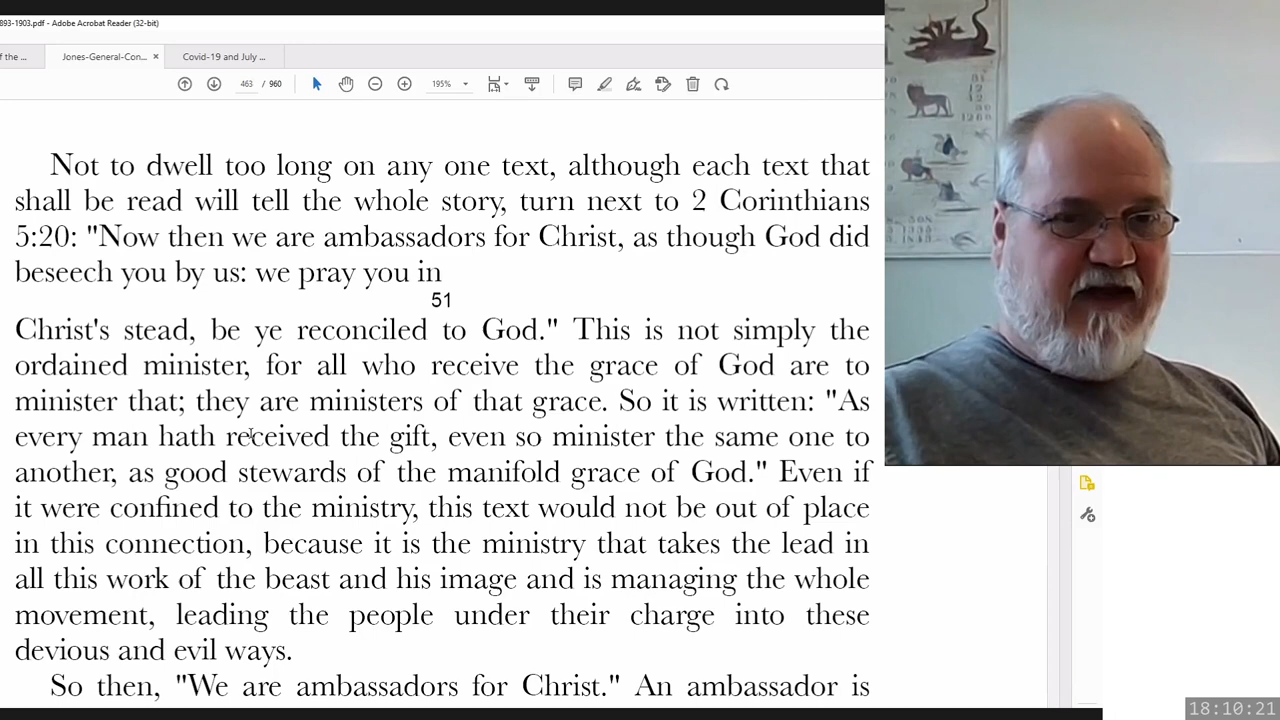 893-1903.pdf - Adobe Acrobat Reader (32-bit)
f the ...
Jones-General-Con... ×
Covid-19 and July ...
463 / 960
195%
Not to dwell too long on any one text, although each text that
shall be read will tell the whole story, turn next to 2 Corinthians
5:20: "Now then we are ambassadors for Christ, as though God did
beseech you by us: we pray you in
51
Christ's stead, be ye reconciled to God." This is not simply the
ordained minister, for all who receive the grace of God are to
minister that; they are ministers of that grace. So it is written: "As
every man hath received the gift, even so minister the same one to
another, as good stewards of the manifold grace of God." Even if
it were confined to the ministry, this text would not be out of place
in this connection, because it is the ministry that takes the lead in
all this work of the beast and his image and is managing the whole
movement, leading the people under their charge into these
devious and evil ways.
So then, "We are ambassadors for Christ." An ambassador is
18:10:21